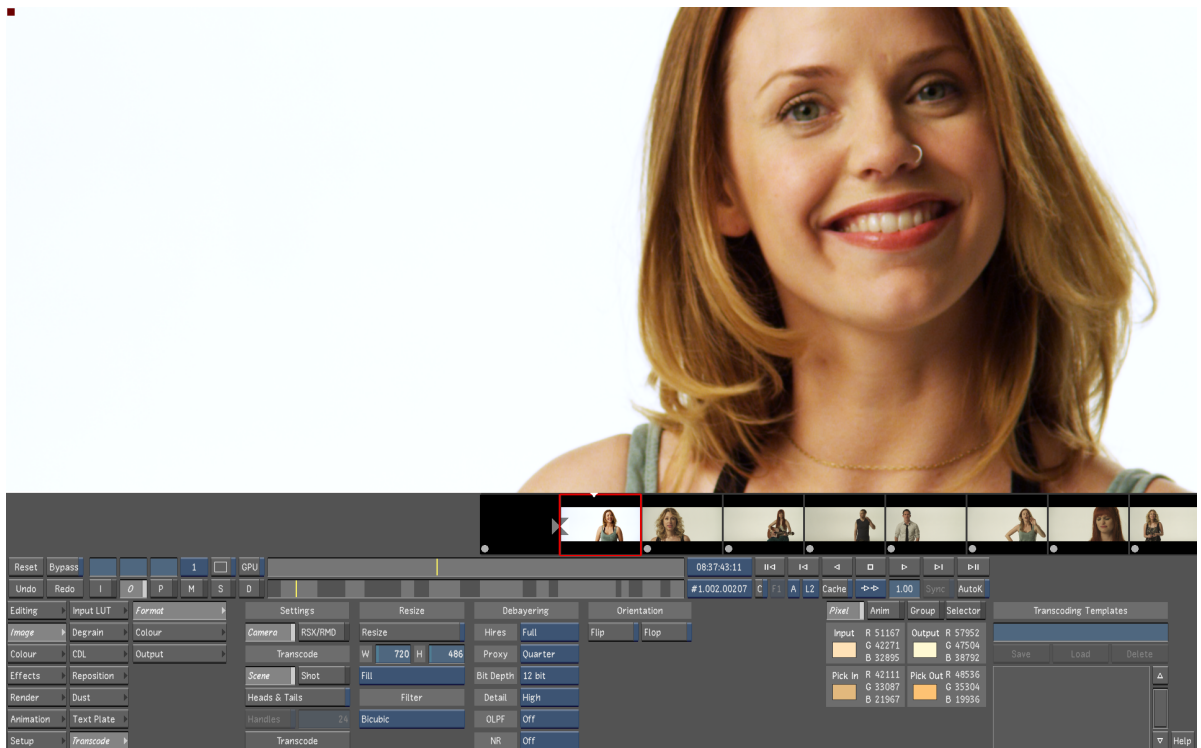 Reset Bypass 1 GPU 08:37:43:11
Undo Redo I O P M S D #1.002.00207 C F1 A L2 Cache 1.00 Sync AutoK
Editing Input LUT Format Settings Resize Debayering Orientation Pixel Anim Group Selector Transcoding Templates
Image Degrain Colour Camera RSX/RMD Resize Hires Full Flip Flop Input R 51167 Output R 57952
G 42271 G 47504
B 32895 B 38792
Colour CDL Output Transcode W 720 H 486 Proxy Quarter Save Load Delete
Effects Reposition Scene Shot Fill Bit Depth 12 bit Pick In R 42111 Pick Out R 48536
G 33087 G 35304
B 21967 B 19936
Render Dust Heads & Tails Filter Detail High
Animation Text Plate Handles 24 Bicubic OLPF Off
Setup Transcode Transcode NR Off Help